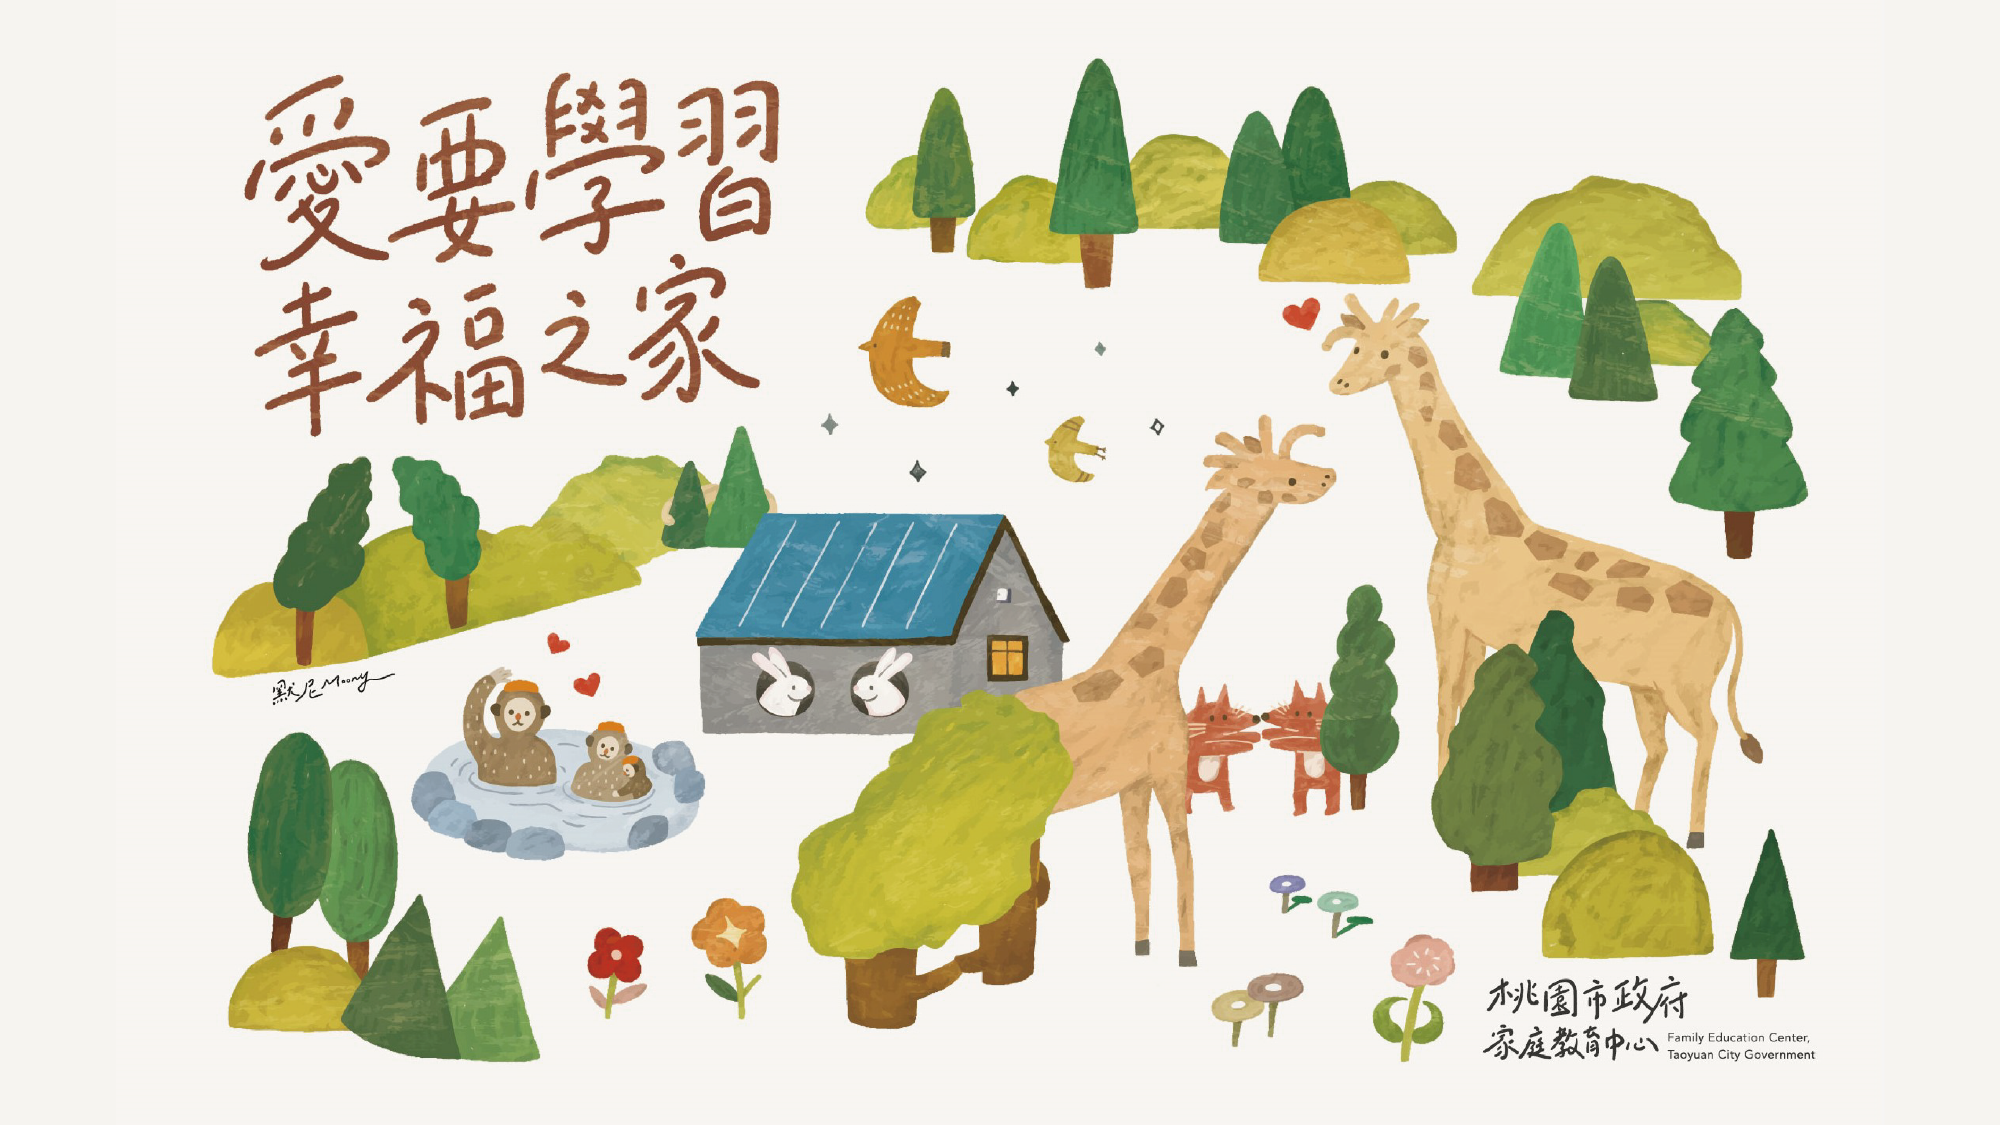 愛要學習
幸福之家
默尼 Moony
桃園市政府
家庭教育中心
Family Education Center,
Taoyuan City Government